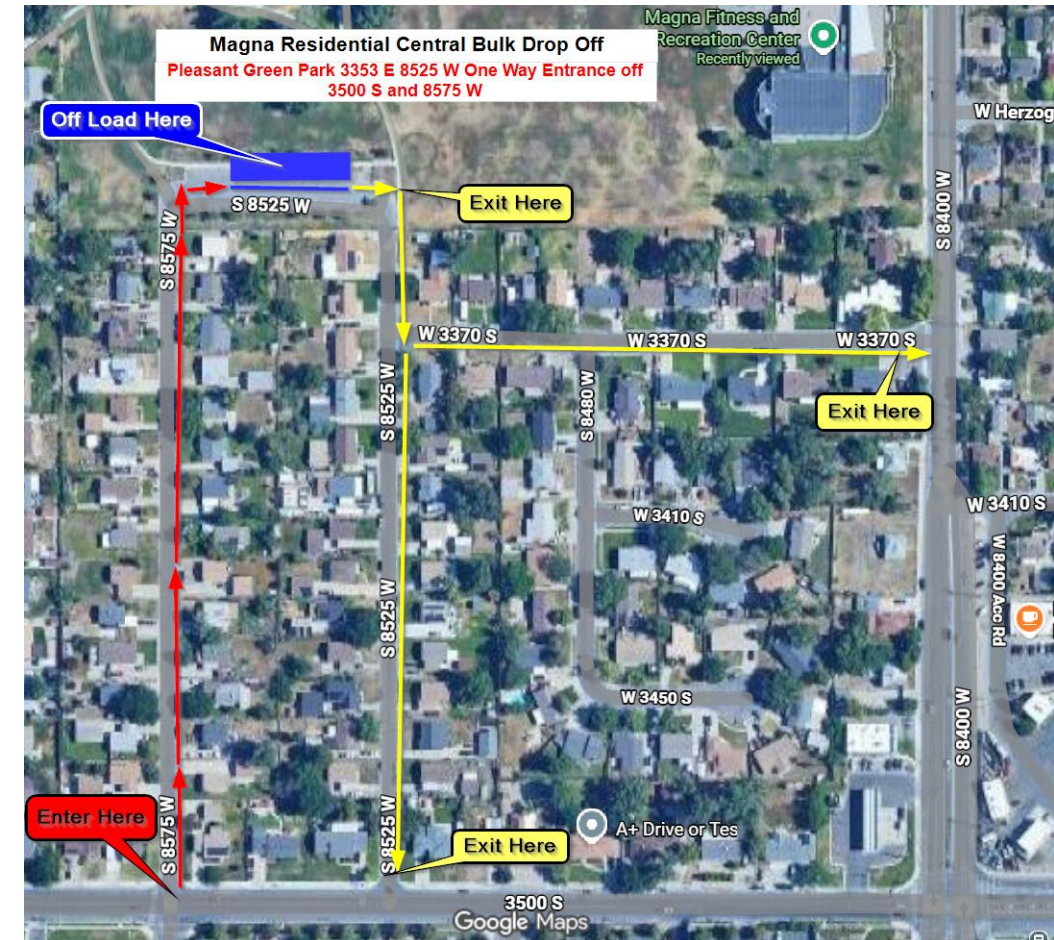 Magna Fitness and
Recreation Center
Recently viewed
Magna Residential Central Bulk Drop Off
Pleasant Green Park 3353 E 8525 W One Way Entrance off
3500 S and 8575 W
Off Load Here
W Herzog
S 8525 W
Exit Here
S 8575 W
S 8400 W
W 3370 S
W 3370 S
W 3370 S
S 8525 W
S 8480 W
Exit Here
W 3410 S
W 3410 S
W 8400 Acc Rd
S 8525 W
W 3450 S
S 8400 W
Enter Here
S 8575 W
S 8525 W
Exit Here
A+ Drive or Tes
3500 S
Google Maps